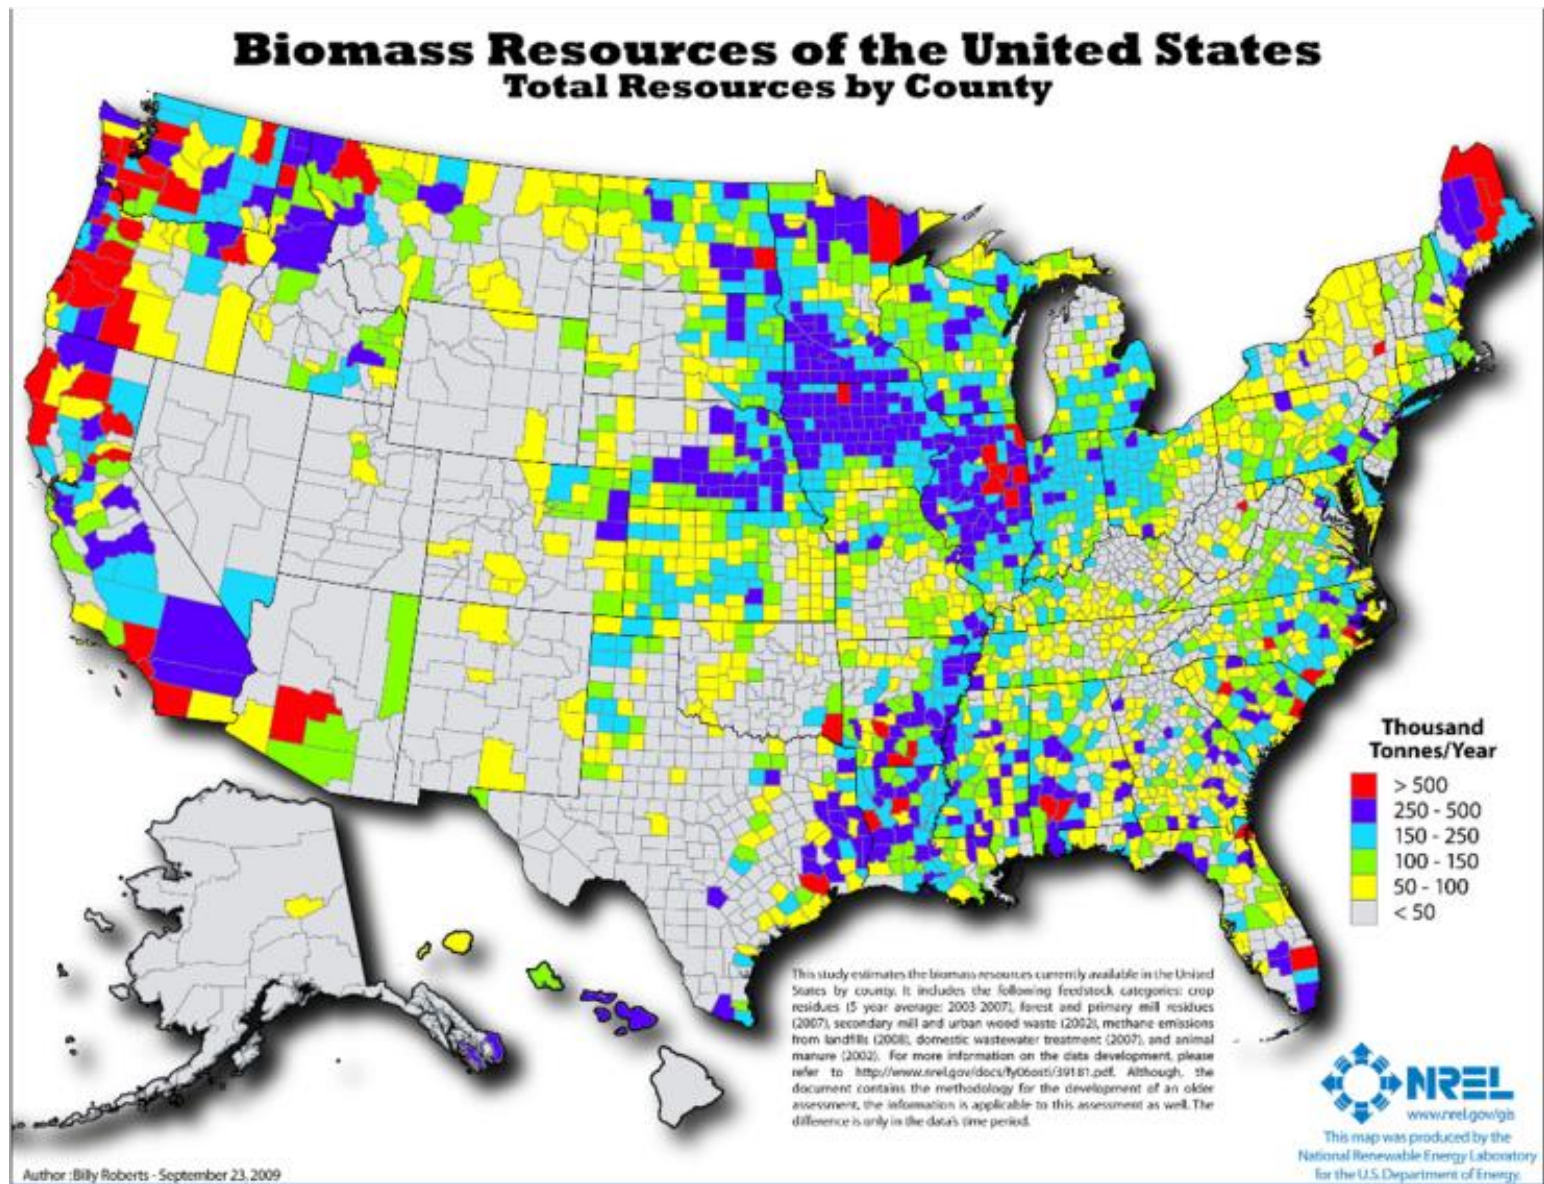 Biomass Resources of the United States
Total Resources by County
Thousand
Tonnes/Year
> 500
250 - 500
150 - 250
100 - 150
50 - 100
< 50
This study estimates the biomass resources currently available in the United
States by county. It includes the following feedstock categories: crop
residues (5 year average: 2003-2007), forest and primary mill residues
(2007), secondary mill and urban wood waste (2002), methane emissions
from landfills (2008), domestic wastewater treatment (2007), and animal
manure (2002). For more information on the data development, please
refer to http://www.nrel.gov/docs/fy06osti/39181.pdf. Although, the
document contains the methodology for the development of an older
assessment, the information is applicable to this assessment as well. The
difference is only in the data's time period.
NREL
www.nrel.gov/gis
This map was produced by the
National Renewable Energy Laboratory
for the U.S. Department of Energy.
Author : Billy Roberts - September 23, 2009